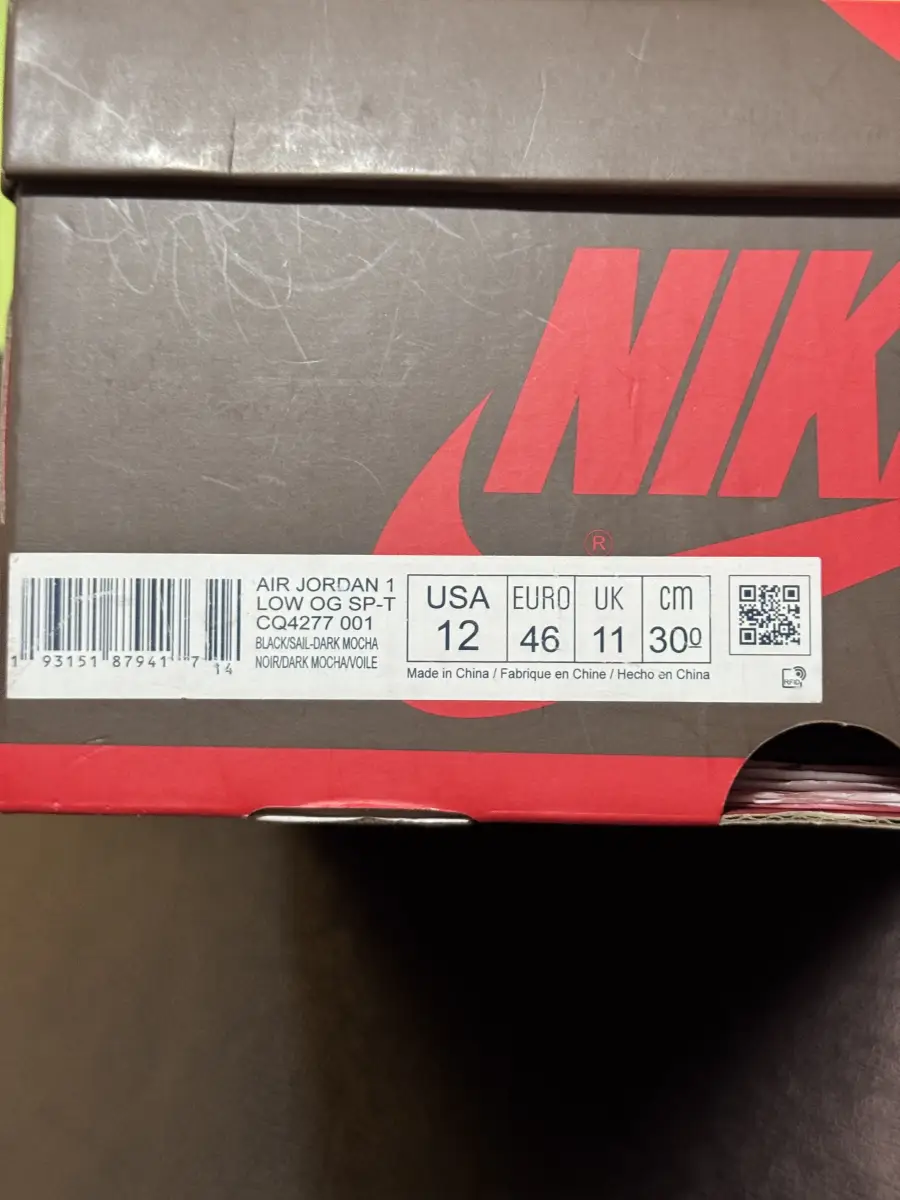 NIK
®
AIR JORDAN 1
LOW OG SP-T
CQ4277 001
BLACK/SAIL-DARK MOCHA
NOIR/DARK MOCHA/VOILE
1 93151 87941 7
14
USA EURO UK cm
12 46 11 30º
Made in China / Fabrique en Chine / Hecho en China
RFID